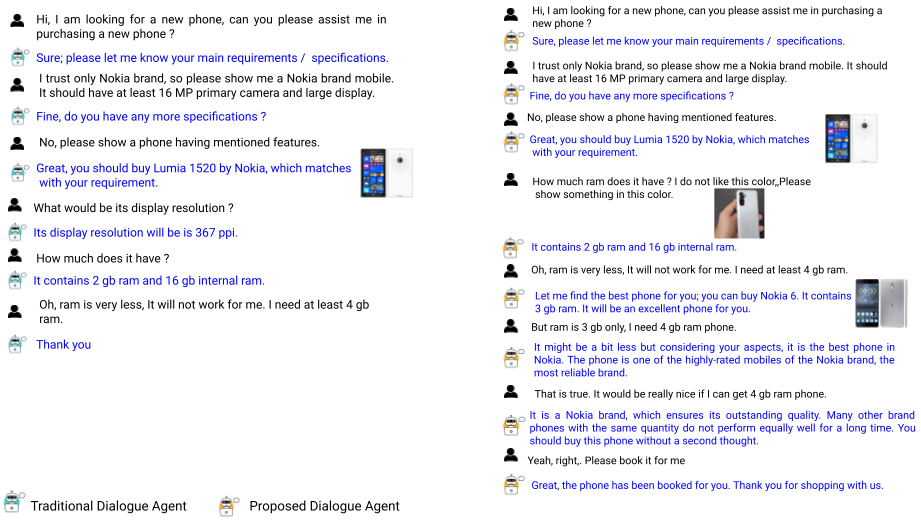 Hi, I am looking for a new phone, can you please assist me in
purchasing a new phone ?
Sure; please let me know your main requirements / specifications.
I trust only Nokia brand, so please show me a Nokia brand mobile.
It should have at least 16 MP primary camera and large display.
Fine, do you have any more specifications ?
No, please show a phone having mentioned features.
Great, you should buy Lumia 1520 by Nokia, which matches
with your requirement.
What would be its display resolution ?
Its display resolution will be is 367 ppi.
How much does it have ?
It contains 2 gb ram and 16 gb internal ram.
Oh, ram is very less, It will not work for me. I need at least 4 gb
ram.
Thank you
Traditional Dialogue Agent
Proposed Dialogue Agent
Hi, I am looking for a new phone, can you please assist me in purchasing a
new phone ?
Sure, please let me know your main requirements / specifications.
I trust only Nokia brand, so please show me a Nokia brand mobile. It should
have at least 16 MP primary camera and large display.
Fine, do you have any more specifications ?
No, please show a phone having mentioned features.
Great, you should buy Lumia 1520 by Nokia, which matches
with your requirement.
How much ram does it have ? I do not like this color,,Please
show something in this color.
It contains 2 gb ram and 16 gb internal ram.
Oh, ram is very less, It will not work for me. I need at least 4 gb ram.
Let me find the best phone for you; you can buy Nokia 6. It contains
3 gb ram. It will be an excellent phone for you.
But ram is 3 gb only, I need 4 gb ram phone.
It might be a bit less but considering your aspects, it is the best phone in
Nokia. The phone is one of the highly-rated mobiles of the Nokia brand, the
most reliable brand.
That is true. It would be really nice if I can get 4 gb ram phone.
It is a Nokia brand, which ensures its outstanding quality. Many other brand
phones with the same quantity do not perform equally well for a long time. You
should buy this phone without a second thought.
Yeah, right,. Please book it for me
Great, the phone has been booked for you. Thank you for shopping with us.